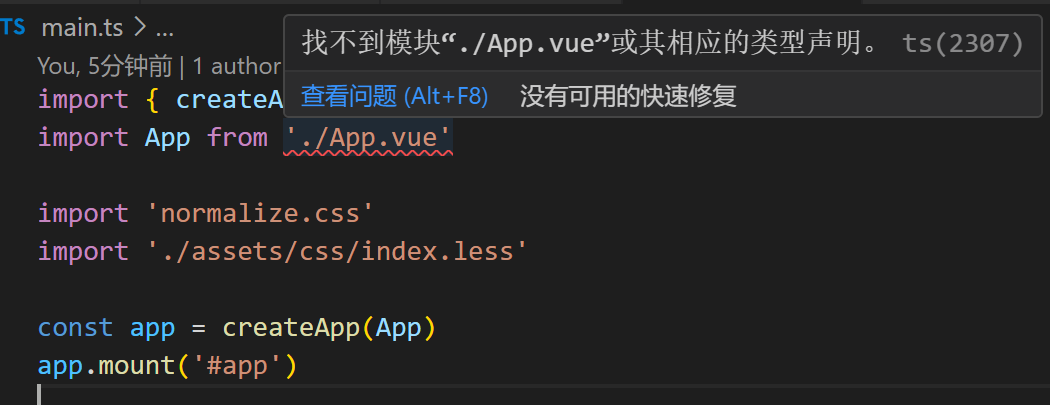 TS main.ts > ...
找不到模块“./App.vue”或其相应的类型声明。 ts(2307)
You, 5分钟前 | 1 author
查看问题 (Alt+F8) 没有可用的快速修复
import { createA
import App from './App.vue'
import 'normalize.css'
import './assets/css/index.less'
const app = createApp(App)
app.mount('#app')